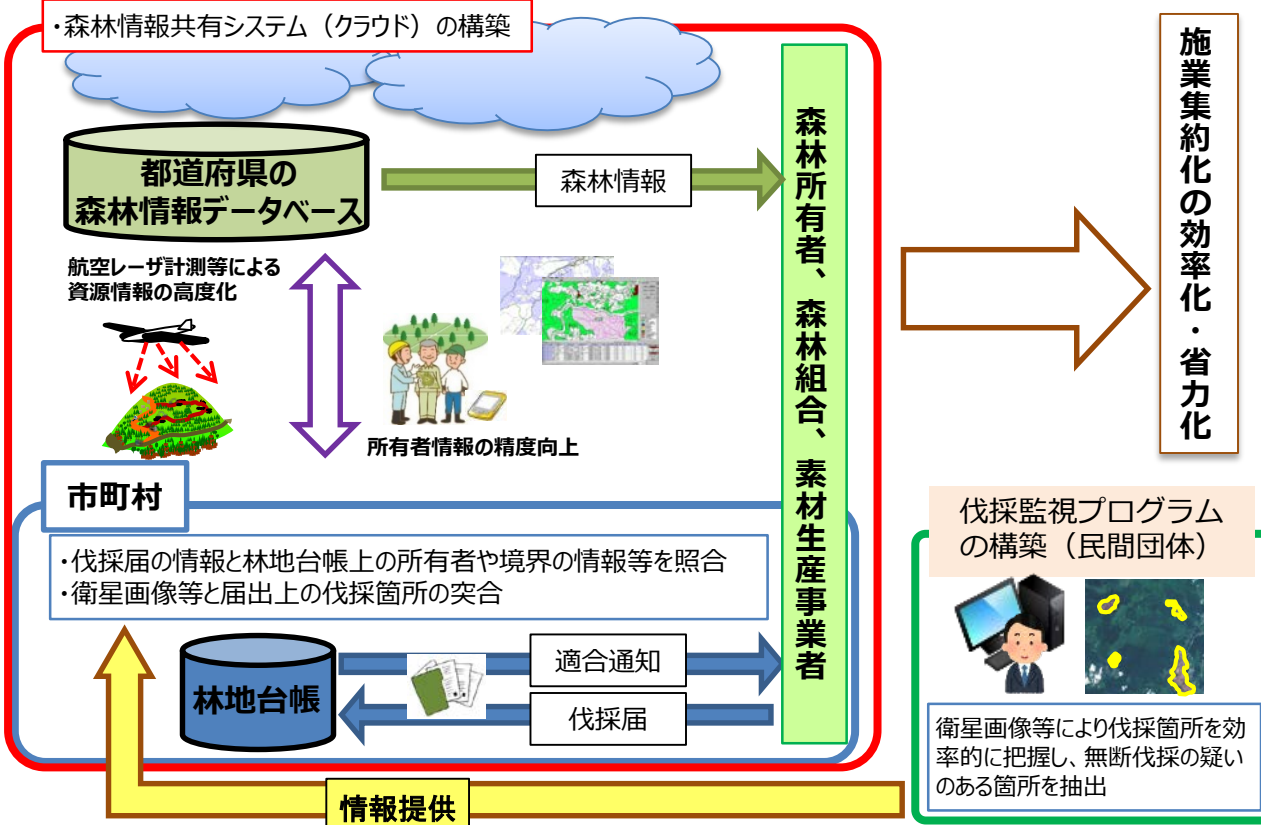 ・森林情報共有システム（クラウド）の構築
都道府県の
森林情報データベース
森林情報
航空レーザ計測等による
資源情報の高度化
所有者情報の精度向上
森林所有者、森林組合、素材生産事業者
施業集約化の効率化・省力化
市町村
・伐採届の情報と林地台帳上の所有者や境界の情報等を照合
・衛星画像等と届出上の伐採箇所の突合
林地台帳
適合通知
伐採届
情報提供
伐採監視プログラム
の構築（民間団体）
衛星画像等により伐採箇所を効
率的に把握し、無断伐採の疑い
のある箇所を抽出